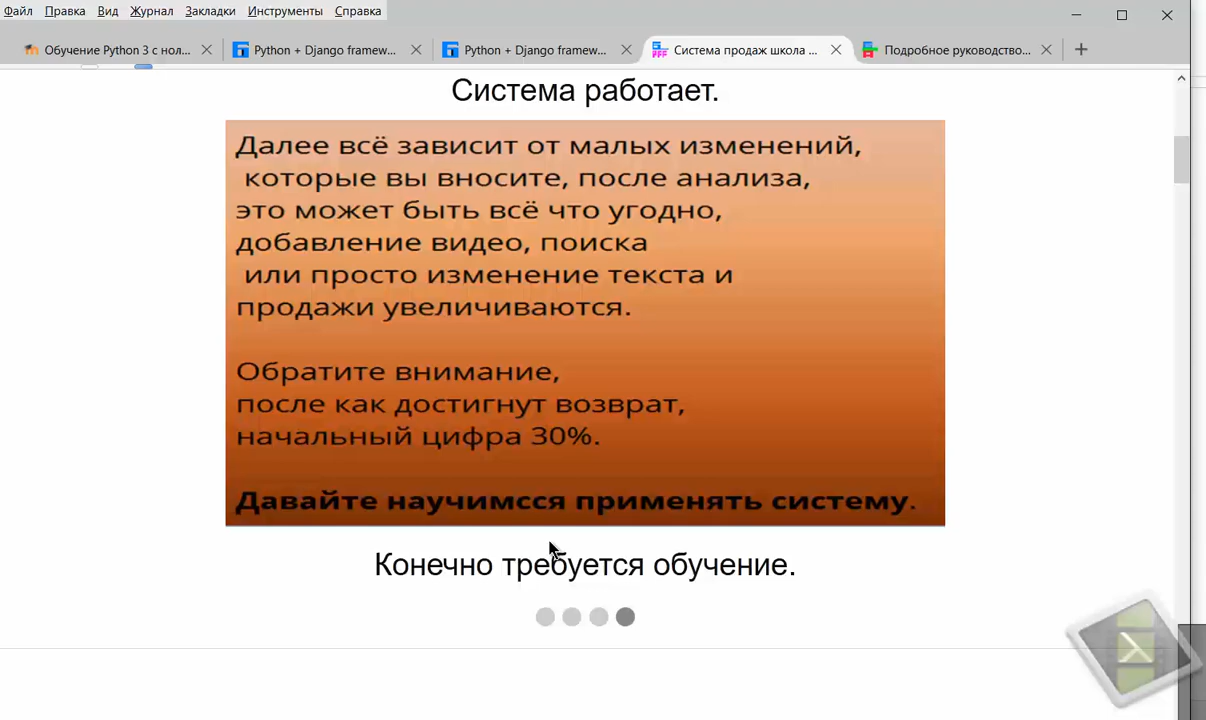 Файл Правка Вид Журнал Закладки Инструменты Справка
Обучение Python 3 с нол... Python + Django framew... Python + Django framew... Система продаж школа ... Подробное руководство...
Система работает.
Далее всё зависит от малых изменений,
которые вы вносите, после анализа,
это может быть всё что угодно,
добавление видео, поиска
или просто изменение текста и
продажи увеличиваются.
Обратите внимание,
после как достигнут возврат,
начальный цифра 30%.
Давайте научимсся применять систему.
Конечно требуется обучение.